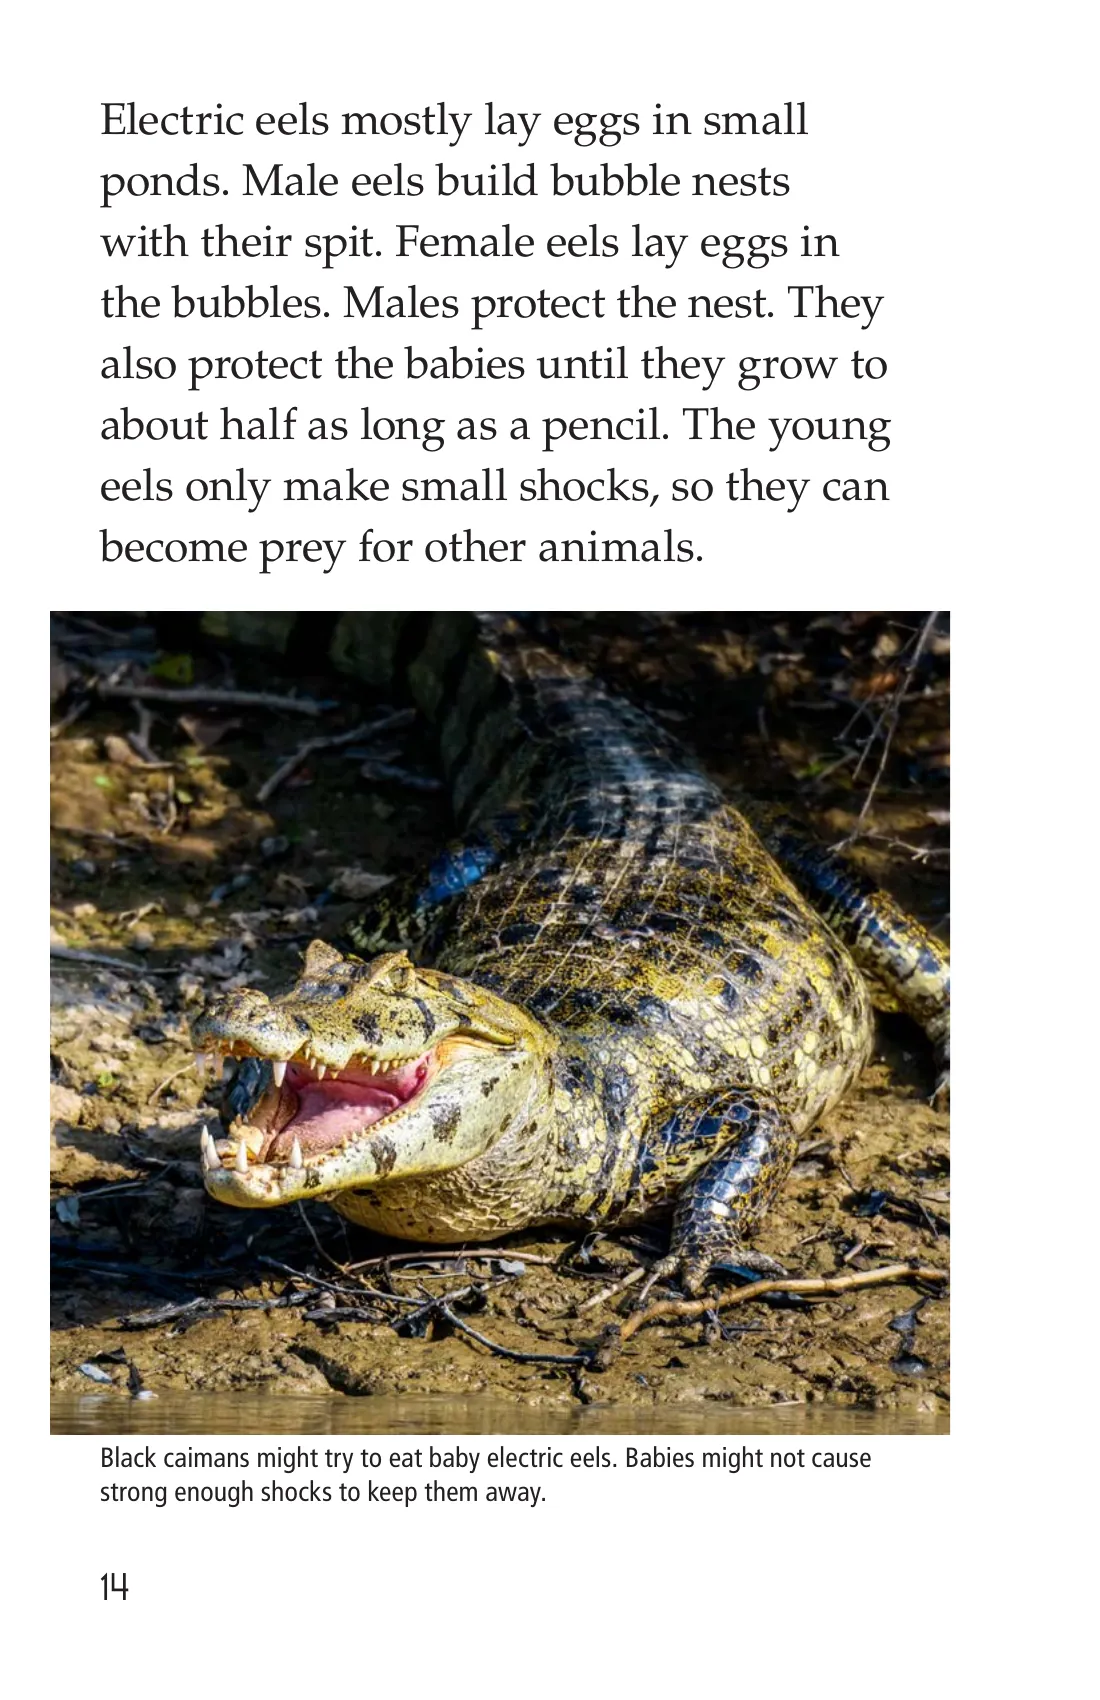 Electric eels mostly lay eggs in small
ponds. Male eels build bubble nests
with their spit. Female eels lay eggs in
the bubbles. Males protect the nest. They
also protect the babies until they grow to
about half as long as a pencil. The young
eels only make small shocks, so they can
become prey for other animals.
Black caimans might try to eat baby electric eels. Babies might not cause
strong enough shocks to keep them away.
14